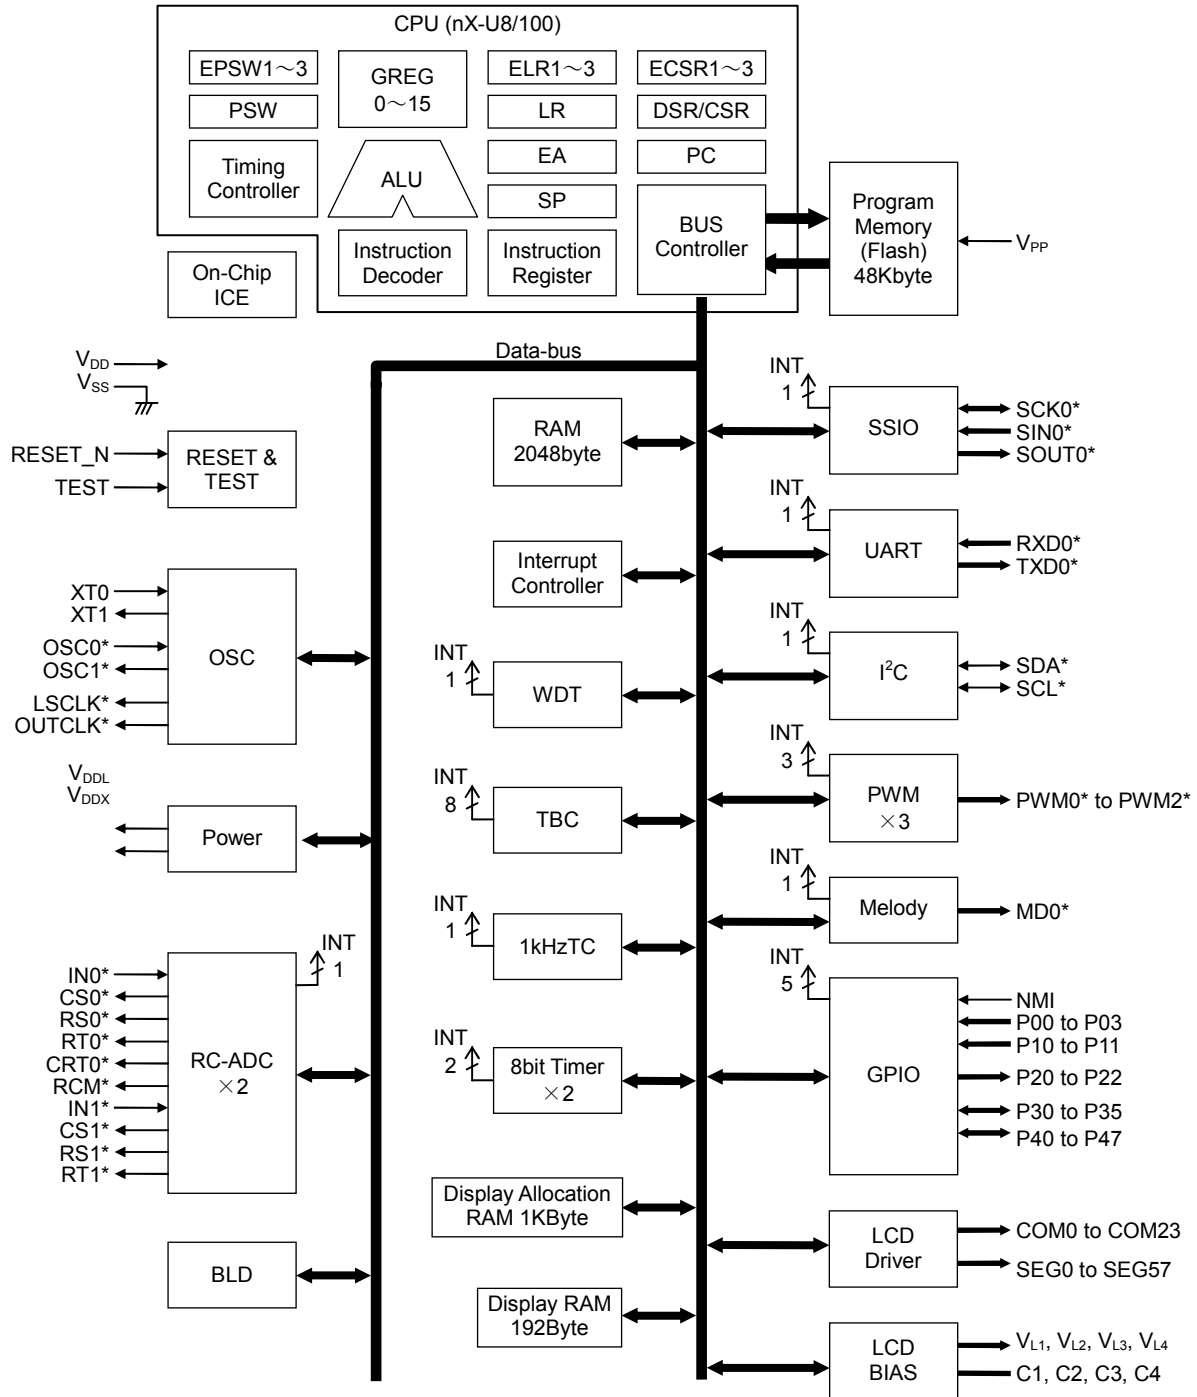 CPU (nX-U8/100)
EPSW1～3
GREG
0～15
ELR1～3
ECSR1～3
PSW
LR
DSR/CSR
Timing
Controller
ALU
EA
PC
SP
BUS
Controller
Program
Memory
(Flash)
48Kbyte
VPP
On-Chip
ICE
Instruction
Decoder
Instruction
Register
Data-bus
VDD
VSS
RESET_N
TEST
RESET &
TEST
XT0
XT1
OSC0*
OSC1*
LSCLK*
OUTCLK*
OSC
VDDL
VDDX
Power
IN0*
CS0*
RS0*
RT0*
CRT0*
RCM*
IN1*
CS1*
RS1*
RT1*
RC-ADC
×2
INT
1
BLD
RAM
2048byte
Interrupt
Controller
INT
1
WDT
INT
8
TBC
INT
1
1kHzTC
INT
2
8bit Timer
×2
Display Allocation
RAM 1KByte
Display RAM
192Byte
INT
1
SSIO
SCK0*
SIN0*
SOUT0*
INT
1
UART
RXD0*
TXD0*
INT
1
I²C
SDA*
SCL*
INT
3
PWM
×3
PWM0* to PWM2*
INT
1
Melody
MD0*
INT
5
GPIO
NMI
P00 to P03
P10 to P11
P20 to P22
P30 to P35
P40 to P47
LCD
Driver
COM0 to COM23
SEG0 to SEG57
LCD
BIAS
VL1, VL2, VL3, VL4
C1, C2, C3, C4